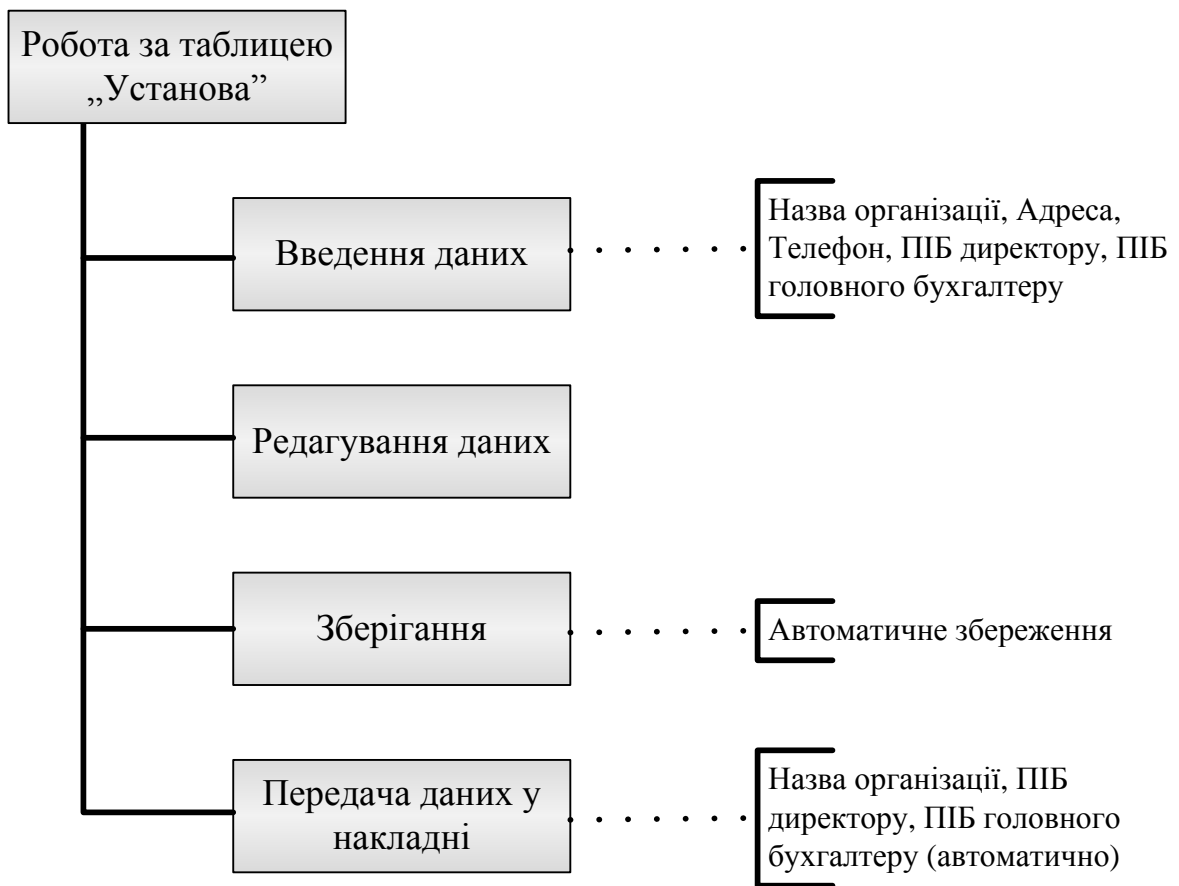 Робота за таблицею
„Установа”
Введення даних
Назва організації, Адреса,
Телефон, ПІБ директору, ПІБ
головного бухгалтеру
Редагування даних
Зберігання
Автоматичне збереження
Передача даних у
накладні
Назва організації, ПІБ
директору, ПІБ головного
бухгалтеру (автоматично)